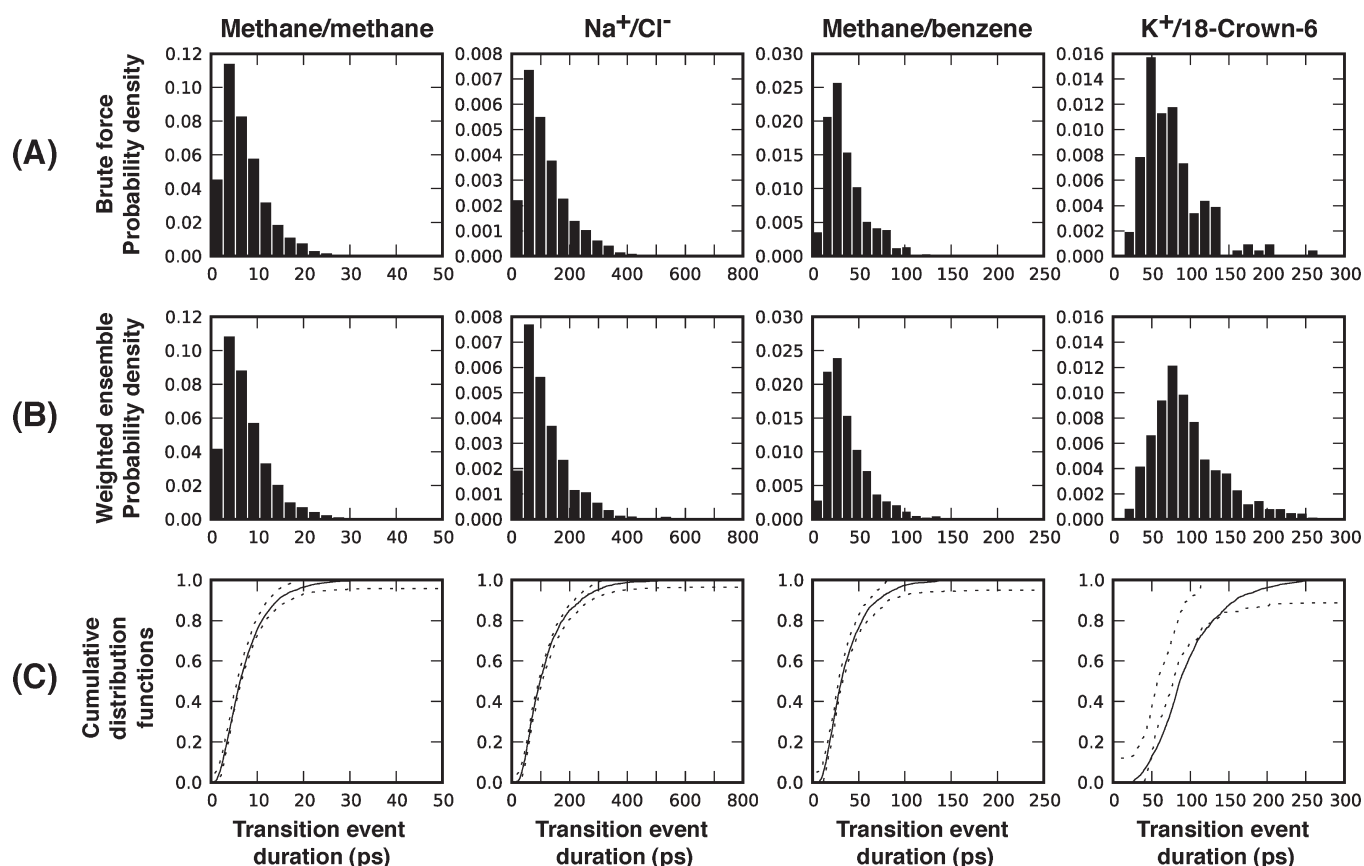 Methane/methane Na+/Cl- Methane/benzene K+/18-Crown-6
(A)
Brute force
Probability density
0.12 0.10 0.08 0.06 0.04 0.02 0.00
0 10 20 30 40 50
0.008 0.007 0.006 0.005 0.004 0.003 0.002 0.001 0.000
0 200 400 600 800
0.030 0.025 0.020 0.015 0.010 0.005 0.000
0 50 100 150 200 250
0.016 0.014 0.012 0.010 0.008 0.006 0.004 0.002 0.000
0 50 100 150 200 250 300
(B)
Weighted ensemble
Probability density
0.12 0.10 0.08 0.06 0.04 0.02 0.00
0 10 20 30 40 50
0.008 0.007 0.006 0.005 0.004 0.003 0.002 0.001 0.000
0 200 400 600 800
0.030 0.025 0.020 0.015 0.010 0.005 0.000
0 50 100 150 200 250
0.016 0.014 0.012 0.010 0.008 0.006 0.004 0.002 0.000
0 50 100 150 200 250 300
(C)
Cumulative
distribution
functions
1.0 0.8 0.6 0.4 0.2 0.0
0 10 20 30 40 50
1.0 0.8 0.6 0.4 0.2 0.0
0 200 400 600 800
1.0 0.8 0.6 0.4 0.2 0.0
0 50 100 150 200 250
1.0 0.8 0.6 0.4 0.2 0.0
0 50 100 150 200 250 300
Transition event Transition event Transition event Transition event
duration (ps) duration (ps) duration (ps) duration (ps)